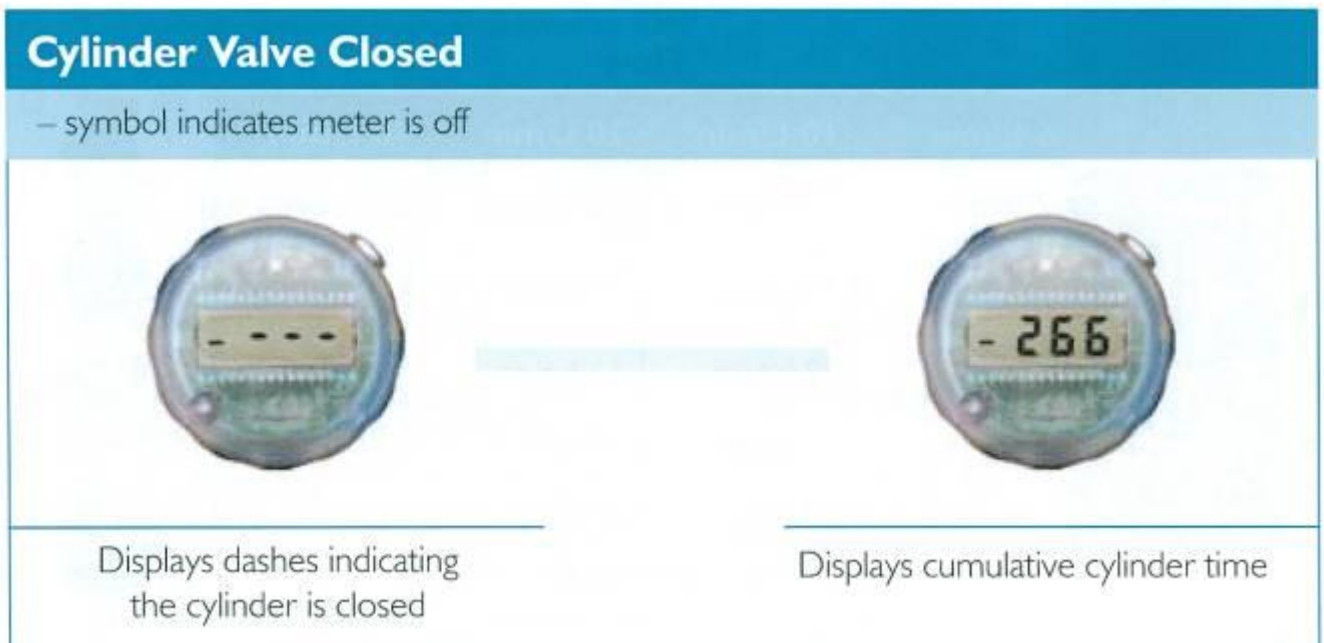 Cylinder Valve Closed
– symbol indicates meter is off
- - - -
- 266
Displays dashes indicating
the cylinder is closed
Displays cumulative cylinder time